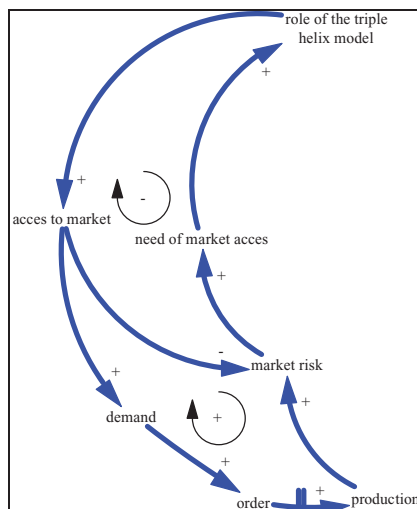 role of the triple
helix model
+
+
acces to market
-
need of market acces
+
-
market risk
+
demand
+
+
+
order
+
production